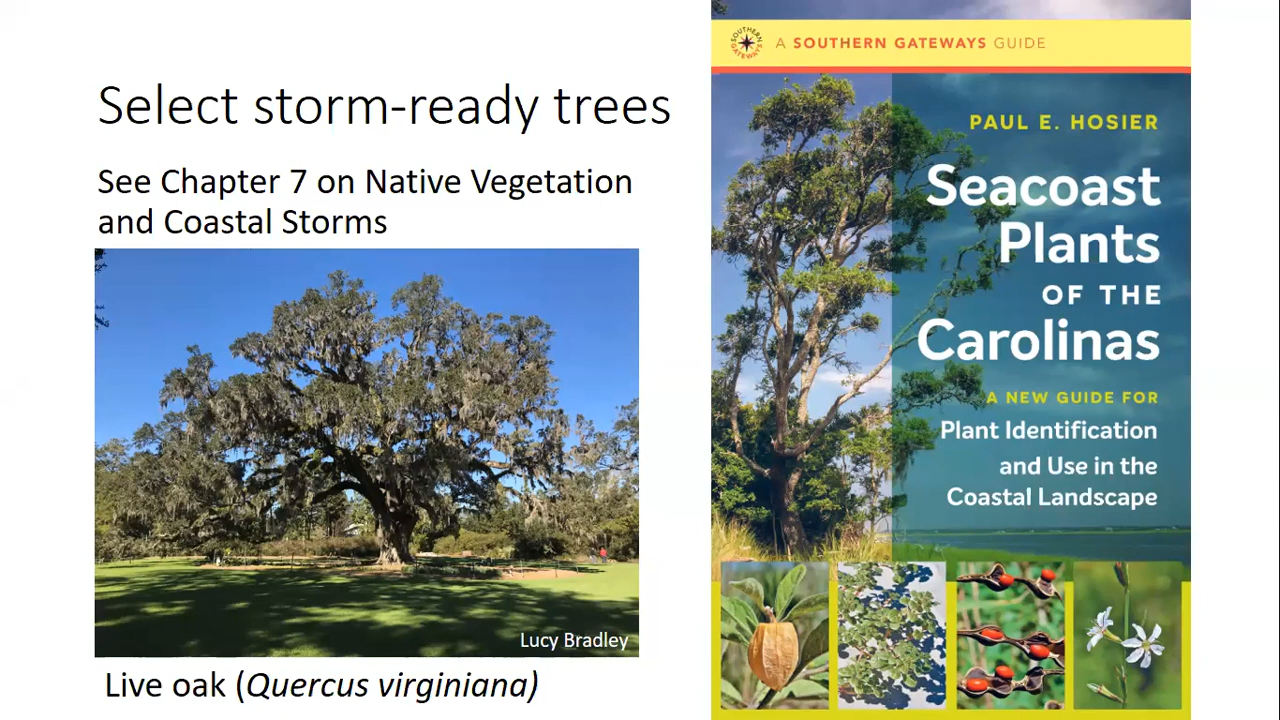 Select storm-ready trees
See Chapter 7 on Native Vegetation
and Coastal Storms
Lucy Bradley
Live oak (Quercus virginiana)
SOUTHERN
GATEWAYS
A SOUTHERN GATEWAYS GUIDE
PAUL E. HOSIER
Seacoast
Plants
OF THE
Carolinas
A NEW GUIDE FOR
Plant Identification
and Use in the
Coastal Landscape